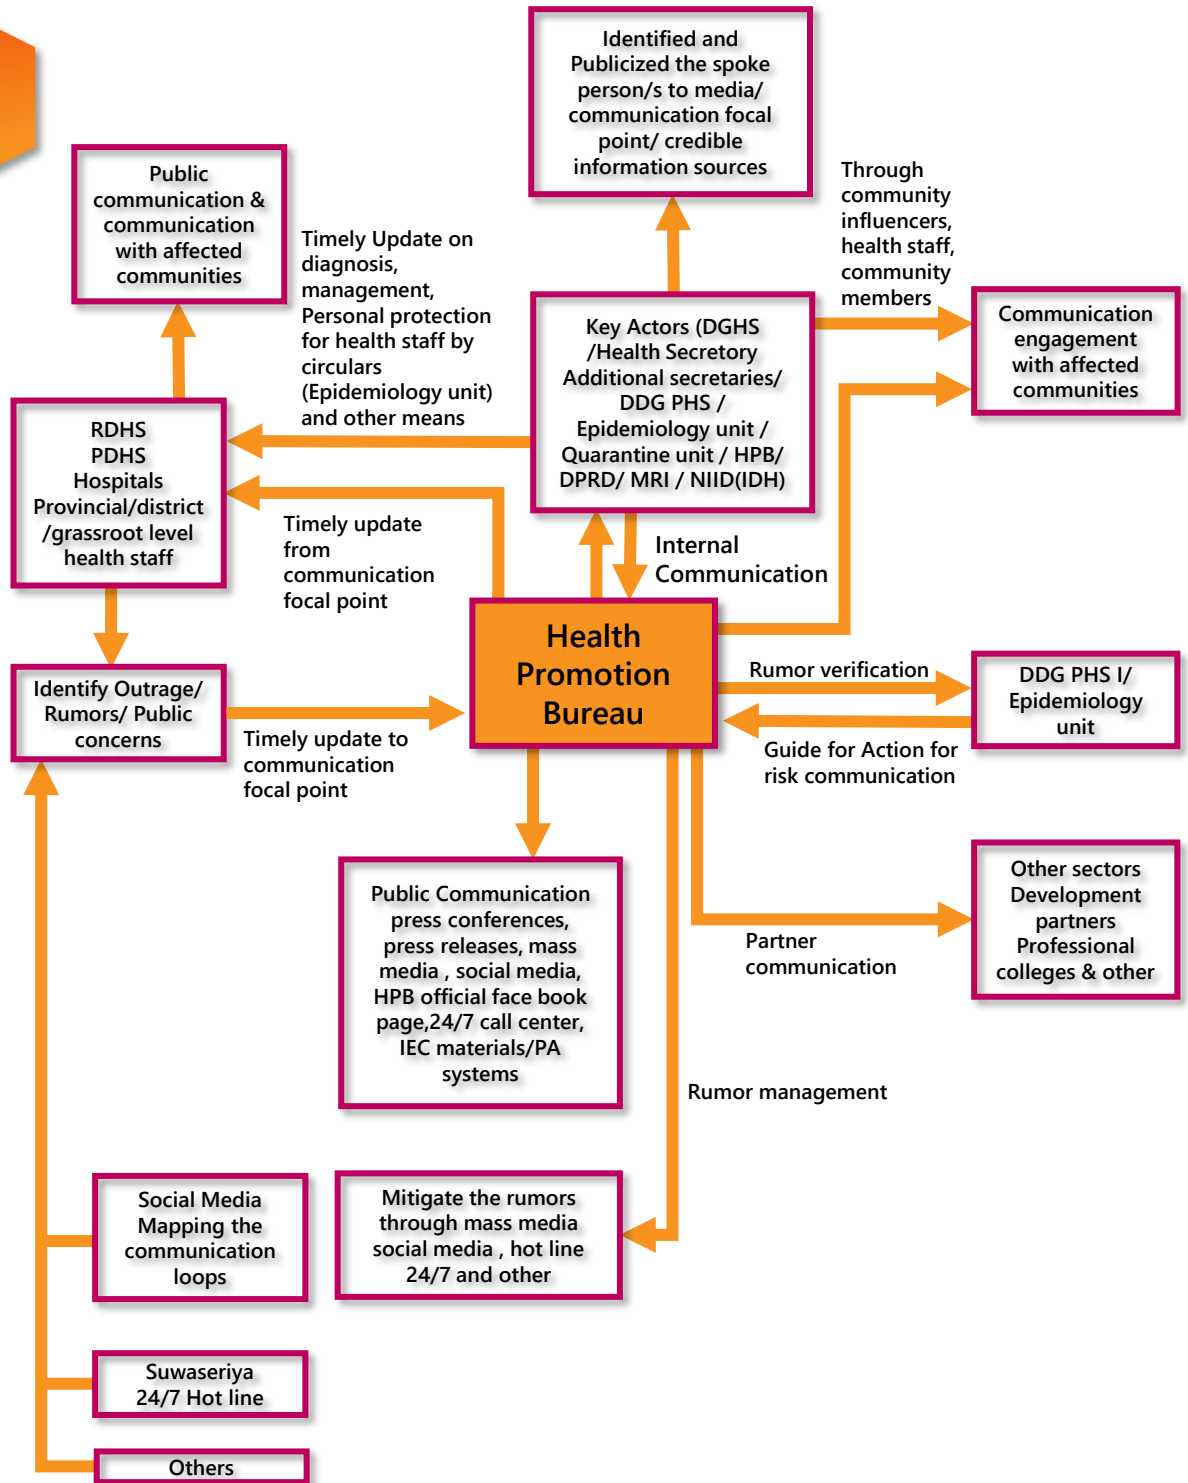 Identified and
Publicized the spoke
person/s to media/
communication focal
point/ credible
information sources
Public
communication &
communication
with affected
communities
Timely Update on
diagnosis,
management,
Personal protection
for health staff by
circulars
(Epidemiology unit)
and other means
Through
community
influencers,
health staff,
community
members
Key Actors (DGHS
/Health Secretory
Additional secretaries/
DDG PHS /
Epidemiology unit /
Quarantine unit / HPB/
DPRD/ MRI / NIID(IDH)
Communication
engagement
with affected
communities
RDHS
PDHS
Hospitals
Provincial/district
/grassroot level
health staff
Timely update
from
communication
focal point
Internal
Communication
Health
Promotion
Bureau
Identify Outrage/
Rumors/ Public
concerns
Timely update to
communication
focal point
Rumor verification
DDG PHS I/
Epidemiology
unit
Guide for Action for
risk communication
Public Communication
press conferences,
press releases, mass
media , social media,
HPB official face book
page,24/7 call center,
IEC materials/PA
systems
Partner
communication
Other sectors
Development
partners
Professional
colleges & other
Rumor management
Social Media
Mapping the
communication
loops
Mitigate the rumors
through mass media
social media , hot line
24/7 and other
Suwaseriya
24/7 Hot line
Others